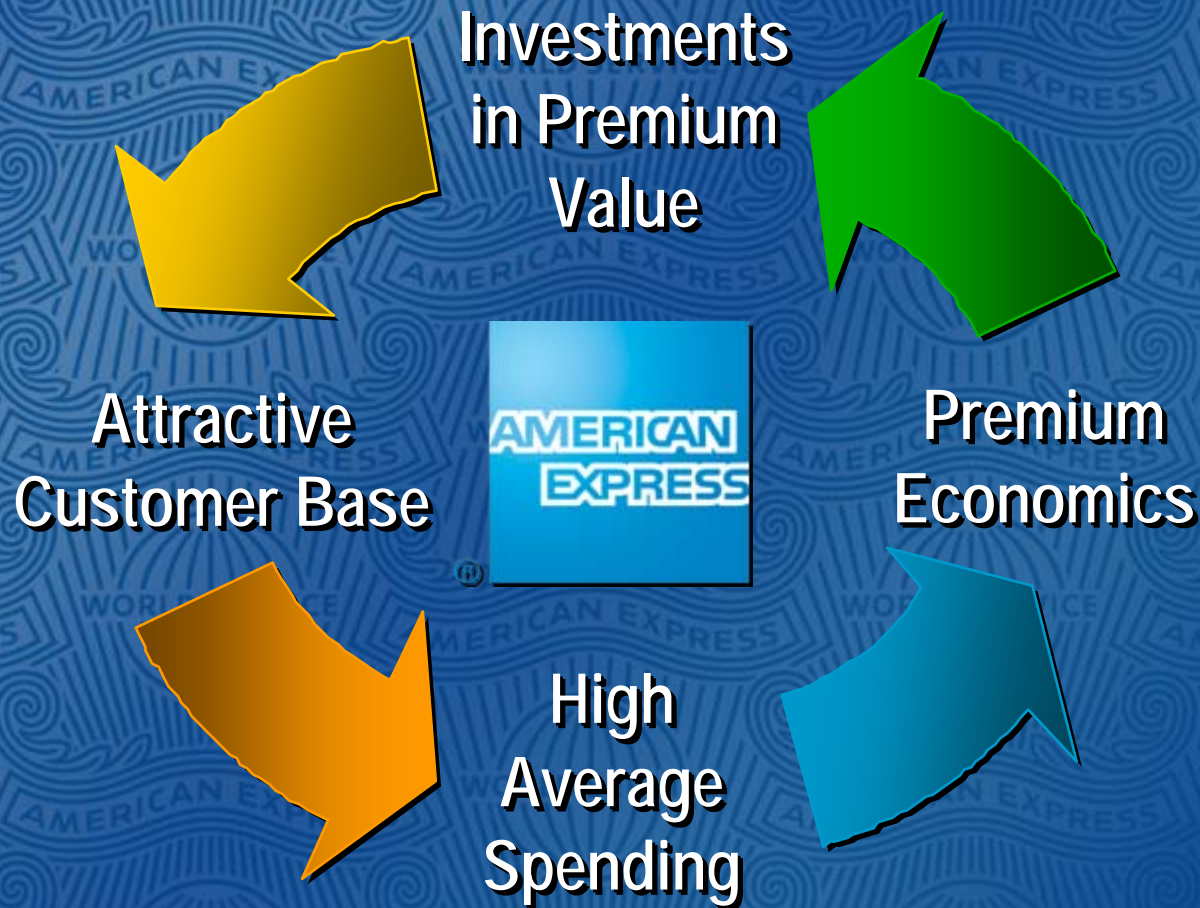 Investments
in Premium
Value
Attractive
Customer Base
AMERICAN
EXPRESS
®
Premium
Economics
High
Average
Spending